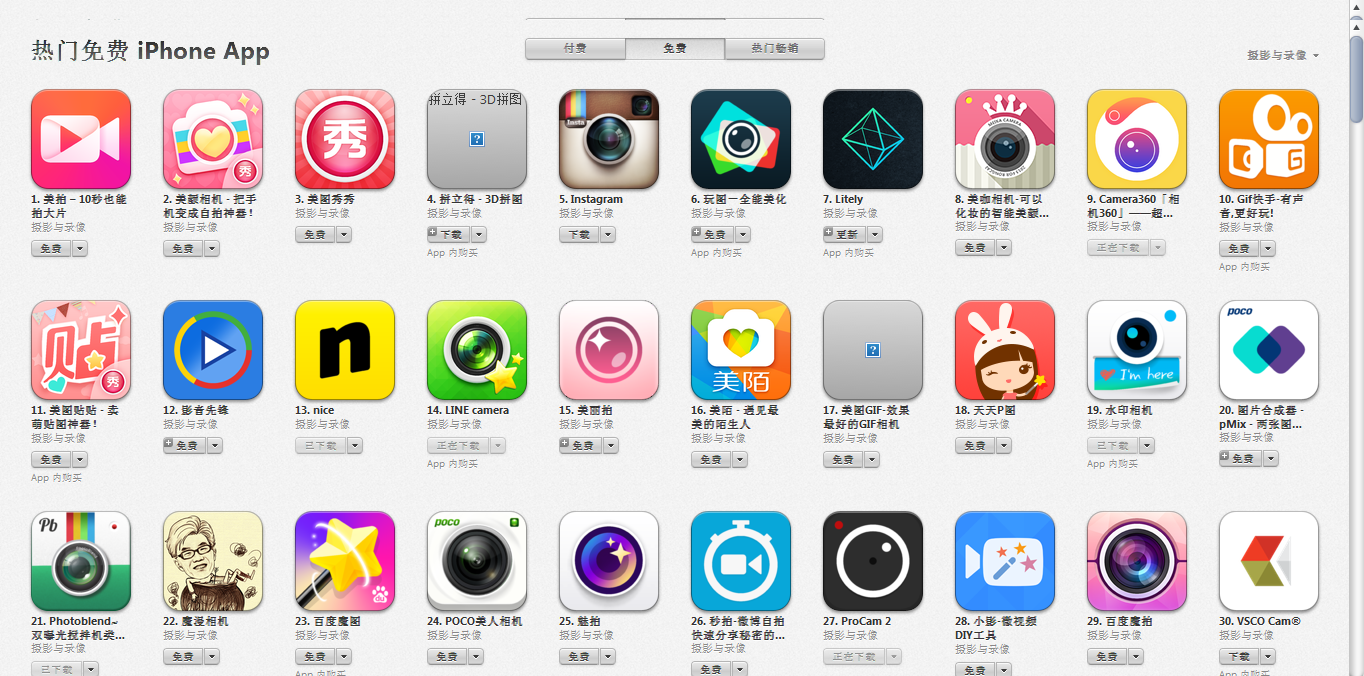 热门免费 iPhone App
付费
免费
热门畅销
摄影与录像
秀
秀
拼立得 - 3D拼图
Insta
G
1. 美拍 – 10秒也能
拍大片
摄影与录像
免费
2. 美颜相机 - 把手
机变成自拍神器！
摄影与录像
免费
3. 美图秀秀
摄影与录像
免费
4. 拼立得 - 3D拼图
摄影与录像
下载
App 内购买
5. Instagram
摄影与录像
下载
6. 玩图－全能美化
摄影与录像
免费
App 内购买
7. Litely
摄影与录像
更新
App 内购买
8. 美咖相机-可以
化妆的智能美颜...
摄影与录像
免费
9. Camera360「相
机360」——超...
摄影与录像
正在下载
10. Gif快手-有声
音,更好玩!
摄影与录像
免费
App 内购买
贴
秀
n
美陌
I'm here
poco
11. 美图贴贴 - 卖
萌贴图神器！
摄影与录像
免费
App 内购买
12. 影音先锋
摄影与录像
免费
13. nice
摄影与录像
已下载
14. LINE camera
摄影与录像
正在下载
App 内购买
15. 美丽拍
摄影与录像
免费
16. 美陌 - 遇见最
美的陌生人
摄影与录像
免费
17. 美图GIF-效果
最好的GIF相机
摄影与录像
免费
18. 天天P图
摄影与录像
免费
19. 水印相机
摄影与录像
已下载
App 内购买
20. 图片合成器 -
pMix - 两张图...
摄影与录像
免费
Pb
poco
21. Photoblend~
双曝光搅拌机类...
摄影与录像
已下载
22. 魔漫相机
摄影与录像
免费
23. 百度魔图
摄影与录像
免费
App 内购买
24. POCO美人相机
摄影与录像
免费
25. 魅拍
摄影与录像
免费
26. 秒拍-微博自拍
快速分享秘密的...
摄影与录像
免费
27. ProCam 2
摄影与录像
正在下载
28. 小影-微视频
DIY工具
摄影与录像
免费
29. 百度魔拍
摄影与录像
免费
30. VSCO Cam®
摄影与录像
下载
App 内购买